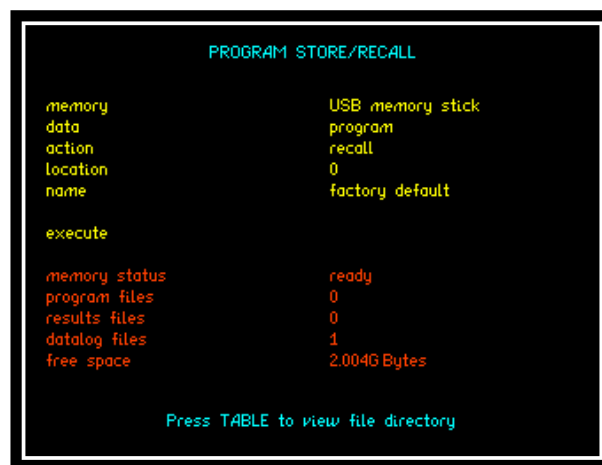 PROGRAM STORE/RECALL
memory USB memory stick
data program
action recall
location 0
name factory default
execute
memory status ready
program files 0
results files 0
datalog files 1
free space 2.004G Bytes
Press TABLE to view file directory